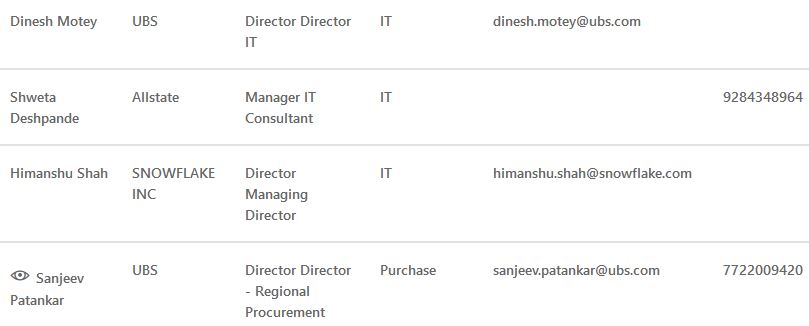 Dinesh Motey UBS Director Director IT dinesh.motey@ubs.com
IT
Shweta Allstate Manager IT IT 9284348964
Deshpande Consultant
Himanshu Shah SNOWFLAKE Director IT himanshu.shah@snowflake.com
INC Managing
Director
Sanjeev UBS Director Director Purchase sanjeev.patankar@ubs.com 7722009420
Patankar - Regional
Procurement